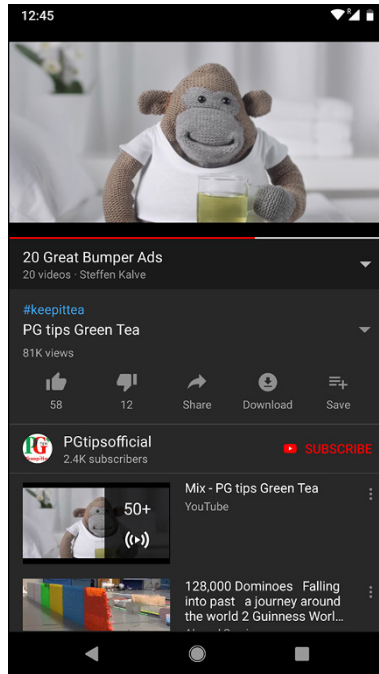 12:45
R
20 Great Bumper Ads
20 videos · Steffen Kalve
#keepittea
PG tips Green Tea
81K views
58
12
Share
Download
Save
PG
PGtipsofficial
2.4K subscribers
SUBSCRIBE
50+
Mix - PG tips Green Tea
YouTube
128,000 Dominoes Falling
into past a journey around
the world 2 Guinness Worl...